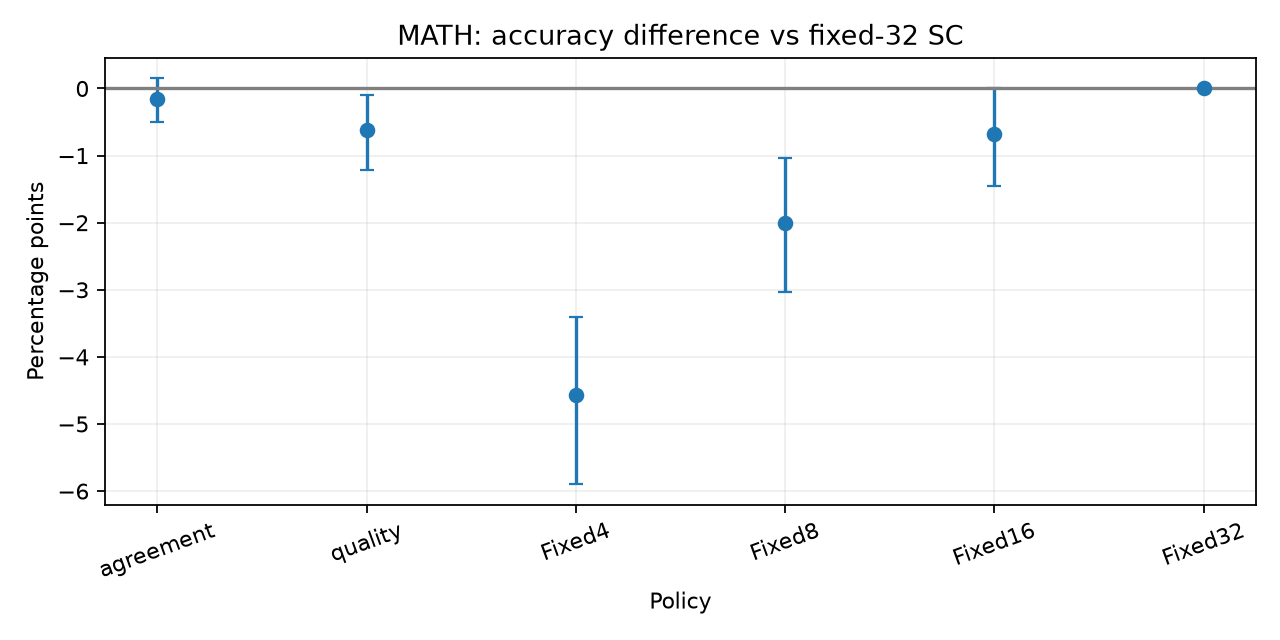 MATH: accuracy difference vs fixed-32 SC
Percentage points
0
−1
−2
−3
−4
−5
−6
agreement
quality
Fixed4
Fixed8
Fixed16
Fixed32
Policy